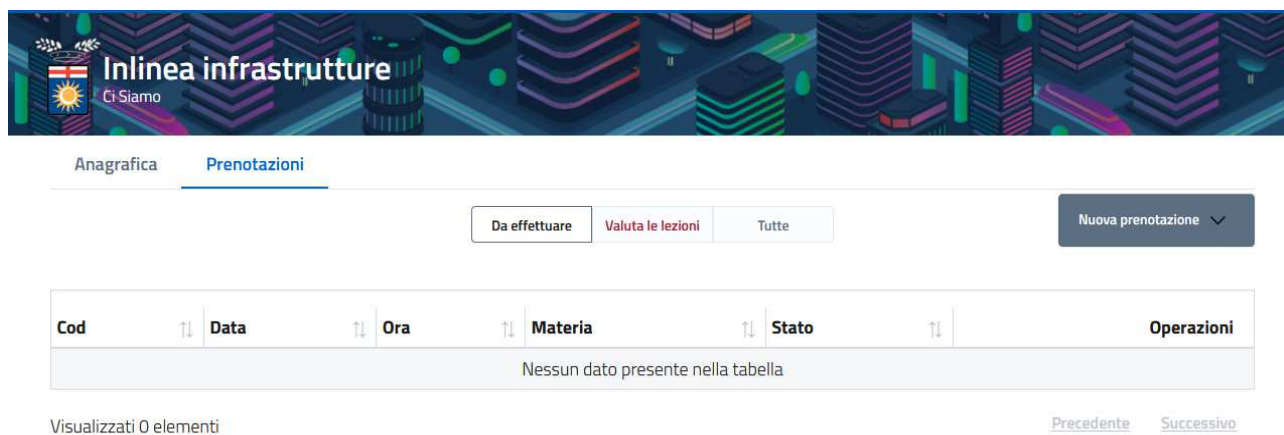 Inlinea infrastrutture
Ci Siamo
Anagrafica Prenotazioni
Da effettuare Valuta le lezioni Tutte Nuova prenotazione
Cod Data Ora Materia Stato Operazioni
Nessun dato presente nella tabella
Visualizzati 0 elementi Precedente Successivo